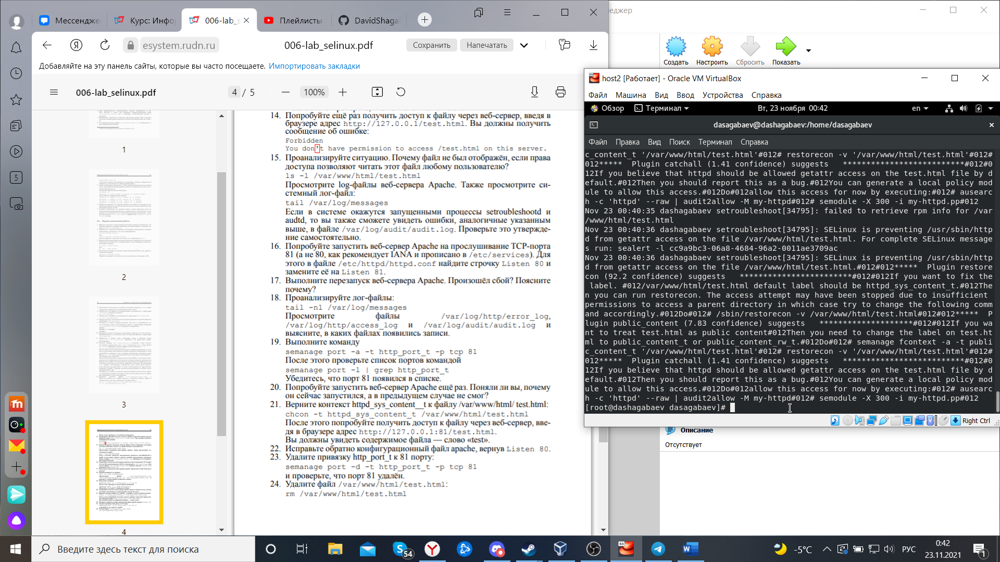 Мессендже
Курс: Инфо
006-lab_s
Плейлисты
DavidShaga
еджер
esystem.rudn.ru
006-lab_selinux.pdf
Сохранить
Напечатать
Добавляйте на эту панель сайты, которые вы часто посещаете. Импортировать закладки
006-lab_selinux.pdf
4 / 5
100%
1
2
3
4
5
14. Попробуйте ещё раз получить доступ к файлу через веб-сервер, введя в
браузере адрес http://127.0.0.1/test.html. Вы должны получить
сообщение об ошибке:
Forbidden
You don't have permission to access /test.html on this server.
15. Проанализируйте ситуацию. Почему файл не был отображён, если права
доступа позволяют читать этот файл любому пользователю?
ls -l /var/www/html/test.html
Просмотрите log-файлы веб-сервера Apache. Также просмотрите си-
стемный лог-файл:
tail /var/log/messages
Если в системе окажутся запущенными процессы setroubleshootd и
audtd, то вы также сможете увидеть ошибки, аналогичные указанным
выше, в файле /var/log/audit/audit.log. Проверьте это утвержде-
ние самостоятельно.
16. Попробуйте запустить веб-сервер Apache на прослушивание ТСР-порта
81 (а не 80, как рекомендует IANA и прописано в /etc/services). Для
этого в файле /etc/httpd/httpd.conf найдите строчку Listen 80 и
замените её на Listen 81.
17. Выполните перезапуск веб-сервера Apache. Произошёл сбой? Поясните
почему?
18. Проанализируйте лог-файлы:
tail -nl /var/log/messages
Просмотрите файлы /var/log/http/error_log,
/var/log/http/access_log и /var/log/audit/audit.log и
выясните, в каких файлах появились записи.
19. Выполните команду
semanage port -a -t http_port_t -p tcp 81
После этого проверьте список портов командой
semanage port -l | grep http_port_t
Убедитесь, что порт 81 появился в списке.
20. Попробуйте запустить веб-сервер Apache ещё раз. Поняли ли вы, почему
он сейчас запустился, а в предыдущем случае не смог?
21. Верните контекст httpd_sys_content__t к файлу /var/www/html/ test.html:
chcon -t httpd_sys_content_t /var/www/html/test.html
После этого попробуйте получить доступ к файлу через веб-сервер, вве-
дя в браузере адрес http://127.0.0.1:81/test.html.
Вы должны увидеть содержимое файла — слово «test».
22. Исправьте обратно конфигурационный файл apache, вернув Listen 80.
23. Удалите привязку http_port_t к 81 порту:
semanage port -d -t http_port_t -p tcp 81
и проверьте, что порт 81 удалён.
24. Удалите файл /var/www/html/test.html:
rm /var/www/html/test.html
Создать
Настроить
Сбросить
Показать
host2 [Работает] - Oracle VM VirtualBox
Файл Машина Вид Ввод Устройства Справка
Обзор Терминал Вт, 23 ноября 00:42 en
dasagabaev@dashagabaev:/home/dasagabaev
Файл Правка Вид Поиск Терминал Справка
c_content_t '/var/www/html/test.html'#012# restorecon -v '/var/www/html/test.html'#012#
012***** Plugin catchall (1.41 confidence) suggests **************************#012#0
12If you believe that httpd should be allowed getattr access on the test.html file by d
efault.#012Then you should report this as a bug.#012You can generate a local policy mod
ule to allow this access.#012Do#012allow this access for now by executing:#012# ausearc
h -c 'httpd' --raw | audit2allow -M my-httpd#012# semodule -X 300 -i my-httpd.pp#012
Nov 23 00:40:35 dashagabaev setroubleshoot[34795]: failed to retrieve rpm info for /var
/www/html/test.html
Nov 23 00:40:36 dashagabaev setroubleshoot[34795]: SELinux is preventing /usr/sbin/http
d from getattr access on the file /var/www/html/test.html. For complete SELinux message
s run: sealert -l cc9a9bc3-06a8-4684-96a2-0011ae3709ac
Nov 23 00:40:36 dashagabaev setroubleshoot[34795]: SELinux is preventing /usr/sbin/http
d from getattr access on the file /var/www/html/test.html.#012#012***** Plugin restore
con (92.2 confidence) suggests ************************#012#012If you want to fix the
label. #012/var/www/html/test.html default label should be httpd_sys_content_t.#012The
n you can run restorecon. The access attempt may have been stopped due to insufficient
permissions to access a parent directory in which case try to change the following comm
and accordingly.#012Do#012# /sbin/restorecon -v /var/www/html/test.html#012#012***** P
lugin public_content (7.83 confidence) suggests ********************#012#012If you wa
nt to treat test.html as public content#012Then you need to change the label on test.ht
ml to public_content_t or public_content_rw_t.#012Do#012# semanage fcontext -a -t publi
c_content_t '/var/www/html/test.html'#012# restorecon -v '/var/www/html/test.html'#012#
012***** Plugin catchall (1.41 confidence) suggests **************************#012#0
12If you believe that httpd should be allowed getattr access on the test.html file by d
efault.#012Then you should report this as a bug.#012You can generate a local policy mod
ule to allow this access.#012Do#012allow this access for now by executing:#012# ausearc
h -c 'httpd' --raw | audit2allow -M my-httpd#012# semodule -X 300 -i my-httpd.pp#012
[root@dashagabaev dasagabaev]#
Right Ctrl
Описание
Отсутствует
Введите здесь текст для поиска
54
-5°C
РУС
0:42
23.11.2021
1